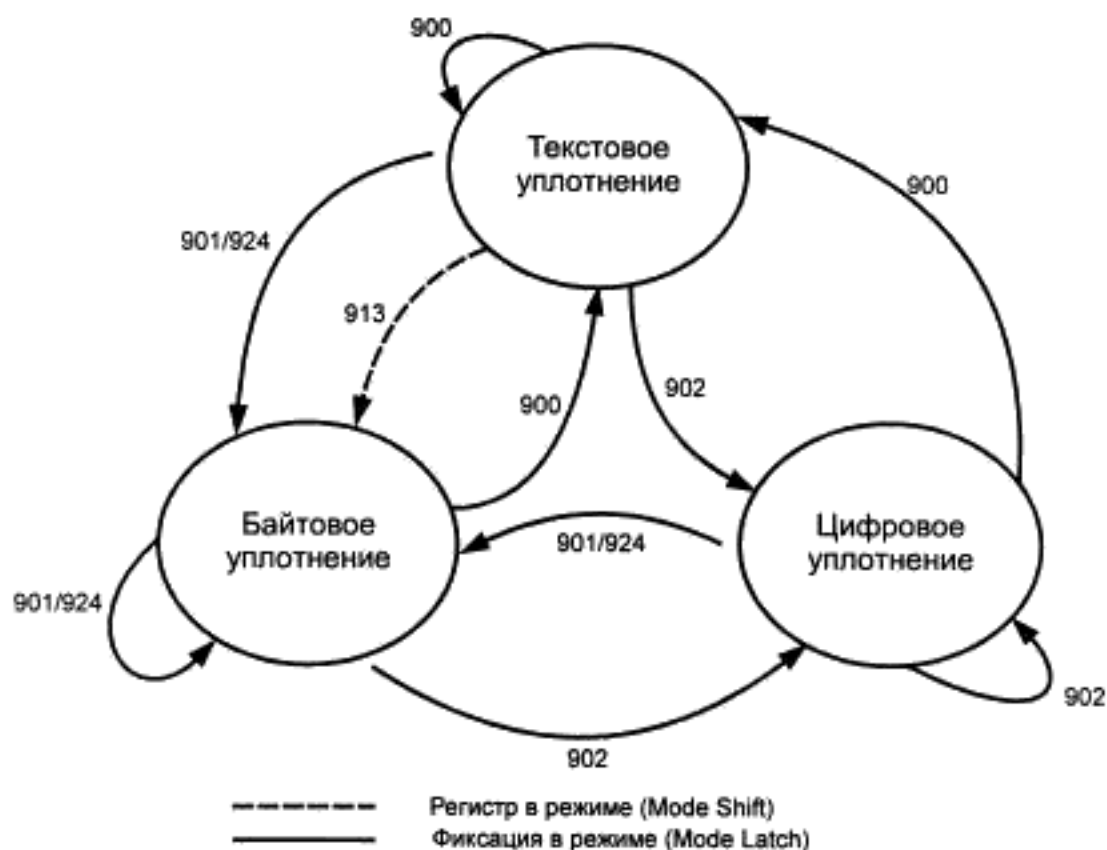 900
Текстовое
уплотнение
900
901/924
913
902
900
Байтовое
уплотнение
901/924
Цифровое
уплотнение
901/924
902
902
Регистр в режиме (Mode Shift)
Фиксация в режиме (Mode Latch)